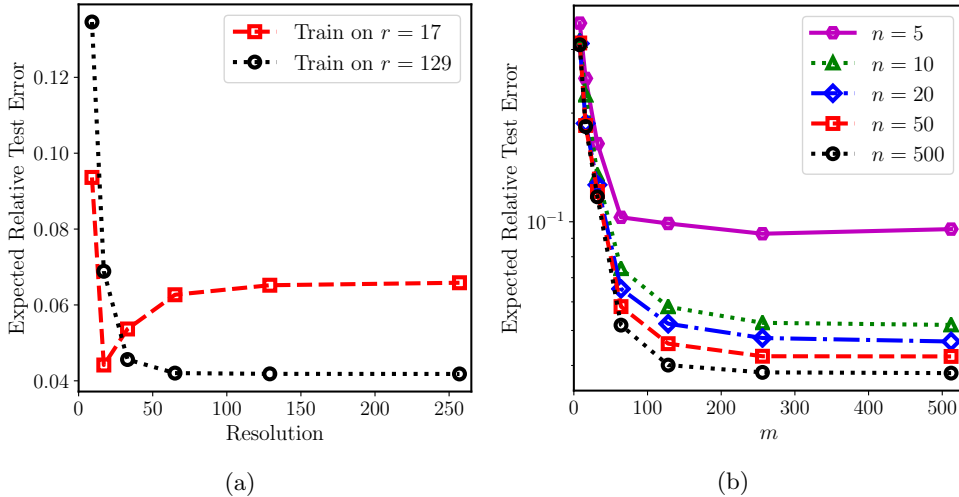 Expected Relative Test Error
0.12
0.10
0.08
0.06
0.04
0
50
100
150
200
250
Resolution
Train on r = 17
Train on r = 129
(a)
Expected Relative Test Error
10⁻¹
0
100
200
300
400
500
m
n = 5
n = 10
n = 20
n = 50
n = 500
(b)